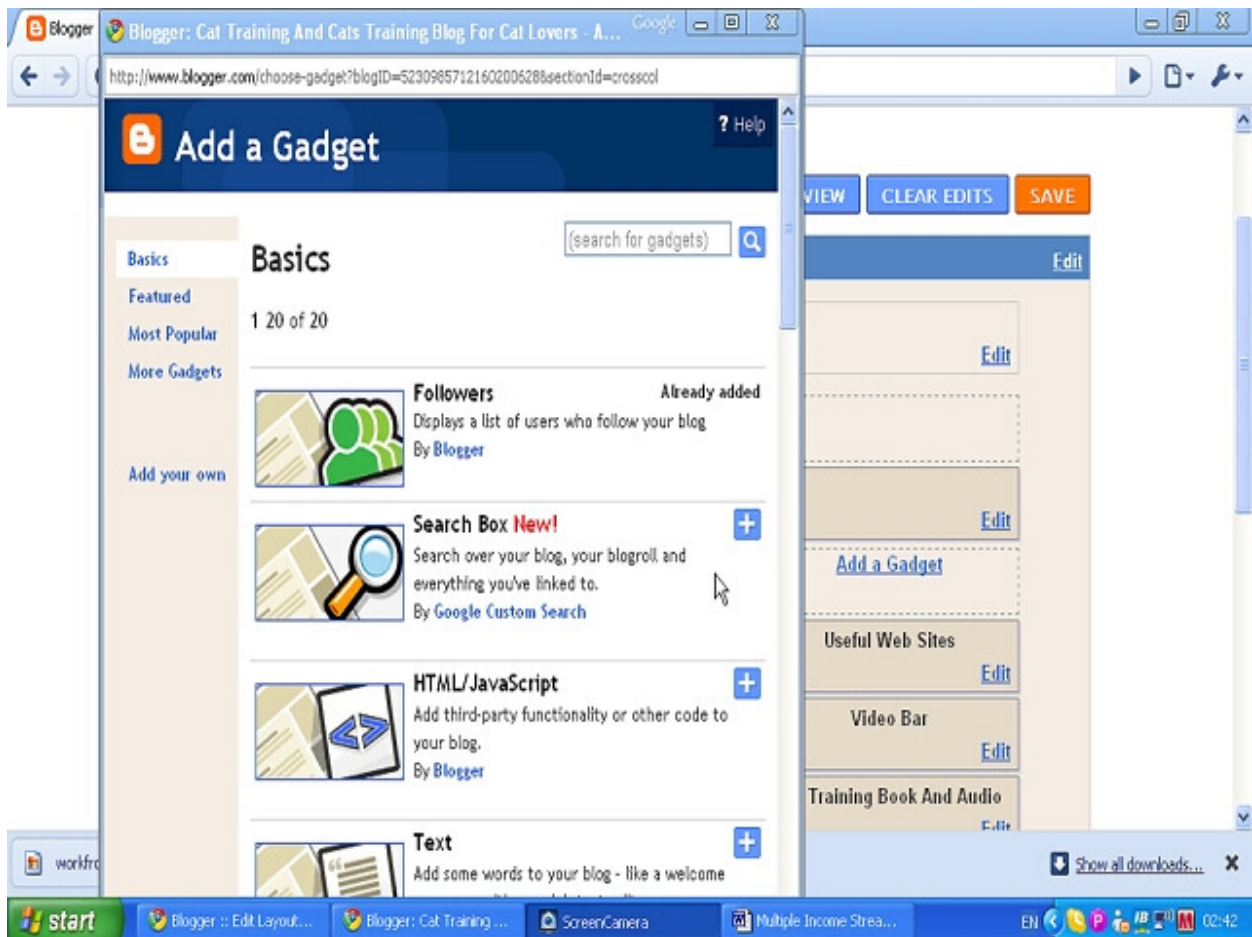 Blogger
Blogger: Cat Training And Cats Training Blog For Cat Lovers - A...
Google
http://www.blogger.com/choose-gadget?blogID=5230985712160200628&sectionId=crosscol
Add a Gadget
? Help
VIEW
CLEAR EDITS
SAVE
Edit
Basics
Featured
Most Popular
More Gadgets
Add your own
Basics
(search for gadgets)
1 20 of 20
Followers
Already added
Displays a list of users who follow your blog
By Blogger
Search Box New!
Search over your blog, your blogroll and
everything you've linked to.
By Google Custom Search
HTML/JavaScript
Add third-party functionality or other code to
your blog.
By Blogger
Text
Add some words to your blog - like a welcome
Edit
Edit
Add a Gadget
Useful Web Sites
Edit
Video Bar
Edit
Training Book And Audio
Edit
workfro
Show all downloads...
start
Blogger :: Edit Layout...
Blogger: Cat Training ...
ScreenCamera
Multiple Income Strea...
EN
02:42